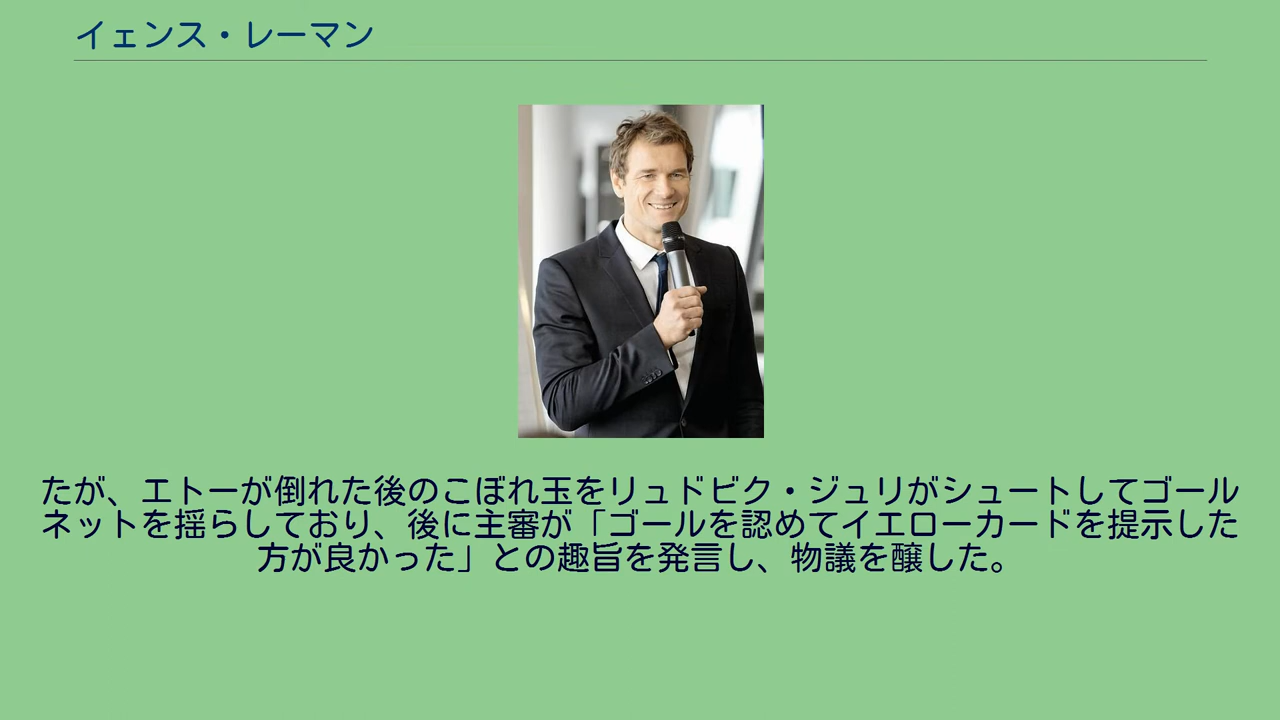 イェンス・レーマン
たが、エトーが倒れた後のこぼれ玉をリュドビク・ジュリがシュートしてゴール
ネットを揺らしており、後に主審が「ゴールを認めてイエローカードを提示した
方が良かった」との趣旨を発言し、物議を醸した。